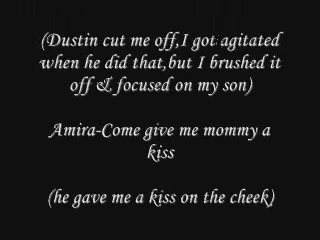 (Dustin cut me off,I got agitated
when he did that,but I brushed it
off & focused on my son)
Amira-Come give me mommy a
kiss
(he gave me a kiss on the cheek)